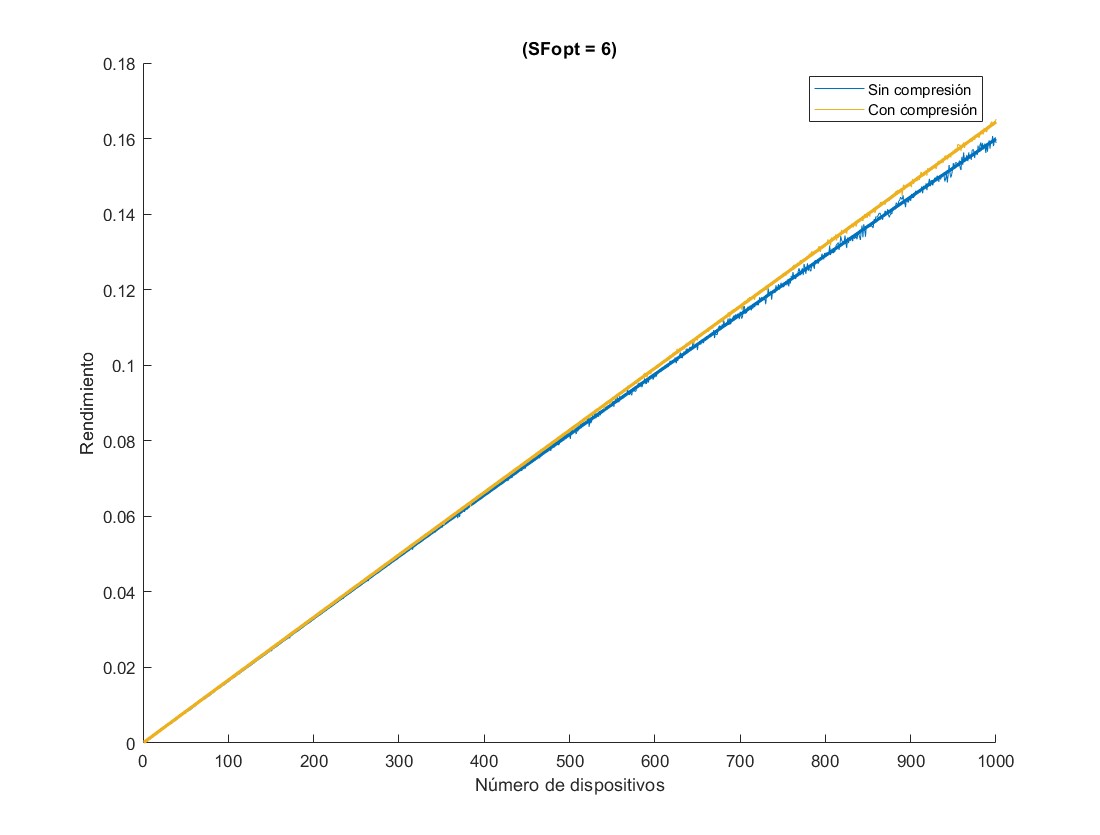 (SFopt = 6)
0.18
0.16
0.14
0.12
0.1
0.08
0.06
0.04
0.02
0
Rendimiento
Sin compresión
Con compresión
0 100 200 300 400 500 600 700 800 900 1000
Número de dispositivos